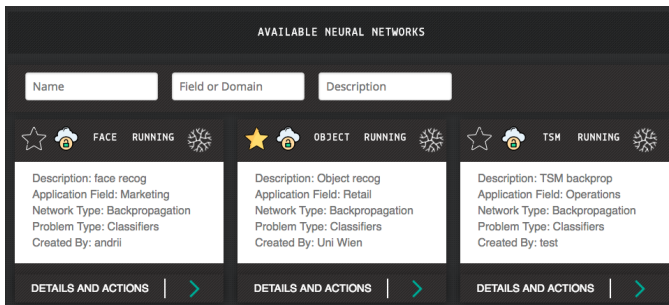 AVAILABLE NEURAL NETWORKS
Name
Field or Domain
Description
FACE RUNNING
Description: face recog
Application Field: Marketing
Network Type: Backpropagation
Problem Type: Classifiers
Created By: andrii
DETAILS AND ACTIONS
OBJECT RUNNING
Description: Object recog
Application Field: Retail
Network Type: Backpropagation
Problem Type: Classifiers
Created By: Uni Wien
DETAILS AND ACTIONS
TSM RUNNING
Description: TSM backprop
Application Field: Operations
Network Type: Backpropagation
Problem Type: Classifiers
Created By: test
DETAILS AND ACTIONS